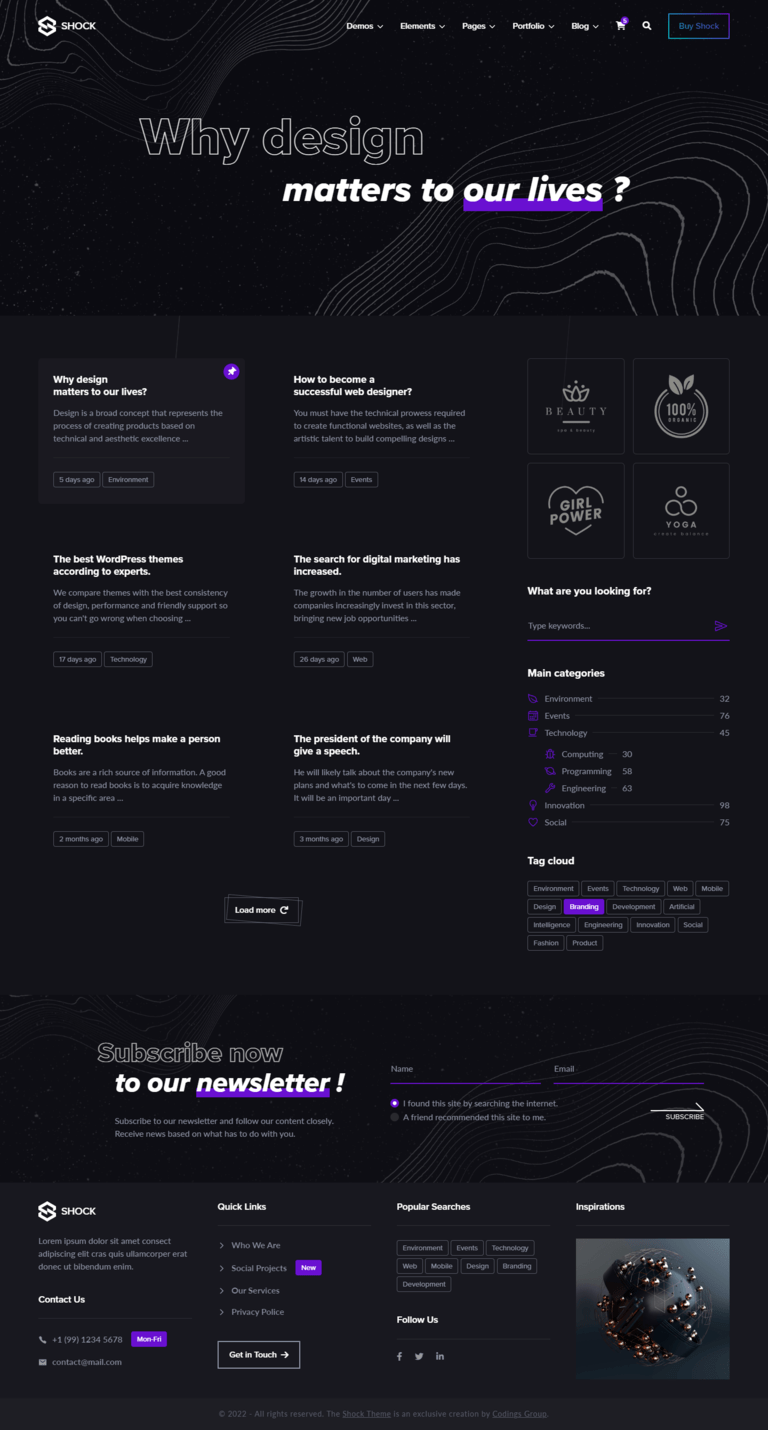 SHOCK
Demos Elements Pages Portfolio Blog 5 Buy Shock
Why design
matters to our lives ?
Why design
matters to our lives?
Design is a broad concept that represents the
process of creating products based on
technical and aesthetic excellence ...
5 days ago Environment
How to become a
successful web designer?
You must have the technical prowess required
to create functional websites, as well as the
artistic talent to build compelling designs ...
14 days ago Events
The best WordPress themes
according to experts.
We compare themes with the best consistency
of design, performance and friendly support so
you can't go wrong when choosing ...
17 days ago Technology
The search for digital marketing has
increased.
The growth in the number of users has made
companies increasingly invest in this sector,
bringing new job opportunities ...
26 days ago Web
Reading books helps make a person
better.
Books are a rich source of information. A good
reason to read books is to acquire knowledge
in a specific area ...
2 months ago Mobile
The president of the company will
give a speech.
He will likely talk about the company's new
plans and what's to come in the next few days.
It will be an important day ...
3 months ago Design
Load more
BEAUTY
spa & beauty
100%
ORGANIC
GIRL
POWER
YOGA
create balance
What are you looking for?
Type keywords...
Main categories
Environment 32
Events 76
Technology 45
Computing 30
Programming 58
Engineering 63
Innovation 98
Social 75
Tag cloud
Environment Events Technology Web Mobile
Design Branding Development Artificial
Intelligence Engineering Innovation Social
Fashion Product
Subscribe now
to our newsletter !
Subscribe to our newsletter and follow our content closely.
Receive news based on what has to do with you.
Name Email
I found this site by searching the internet.
A friend recommended this site to me.
SUBSCRIBE
SHOCK
Lorem ipsum dolor sit amet consect
adipiscing elit cras quis ullamcorper erat
donec ut bibendum enim.
Contact Us
+1 (99) 1234 5678 Mon-Fri
contact@mail.com
Quick Links
Who We Are
Social Projects New
Our Services
Privacy Police
Get in Touch
Popular Searches
Environment Events Technology
Web Mobile Design Branding
Development
Follow Us
Inspirations
© 2022 - All rights reserved. The Shock Theme is an exclusive creation by Codings Group.